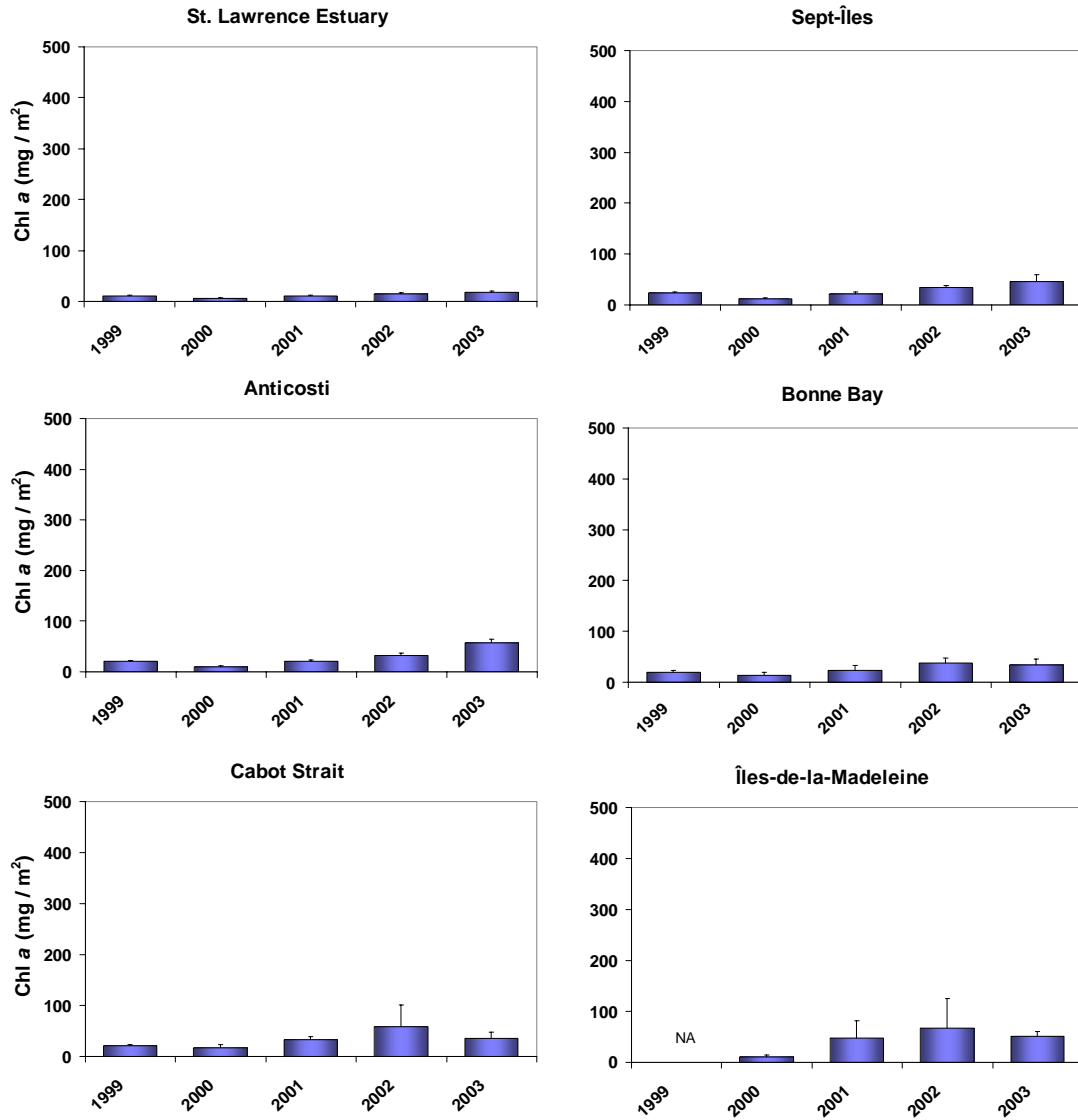 St. Lawrence Estuary
Chl a (mg / m²)
500
400
300
200
100
0
1999 2000 2001 2002 2003
Sept-Îles
500
400
300
200
100
0
1999 2000 2001 2002 2003
Anticosti
Chl a (mg / m²)
500
400
300
200
100
0
1999 2000 2001 2002 2003
Bonne Bay
500
400
300
200
100
0
1999 2000 2001 2002 2003
Cabot Strait
Chl a (mg / m²)
500
400
300
200
100
0
1999 2000 2001 2002 2003
Îles-de-la-Madeleine
500
400
300
200
100
0
NA
1999 2000 2001 2002 2003